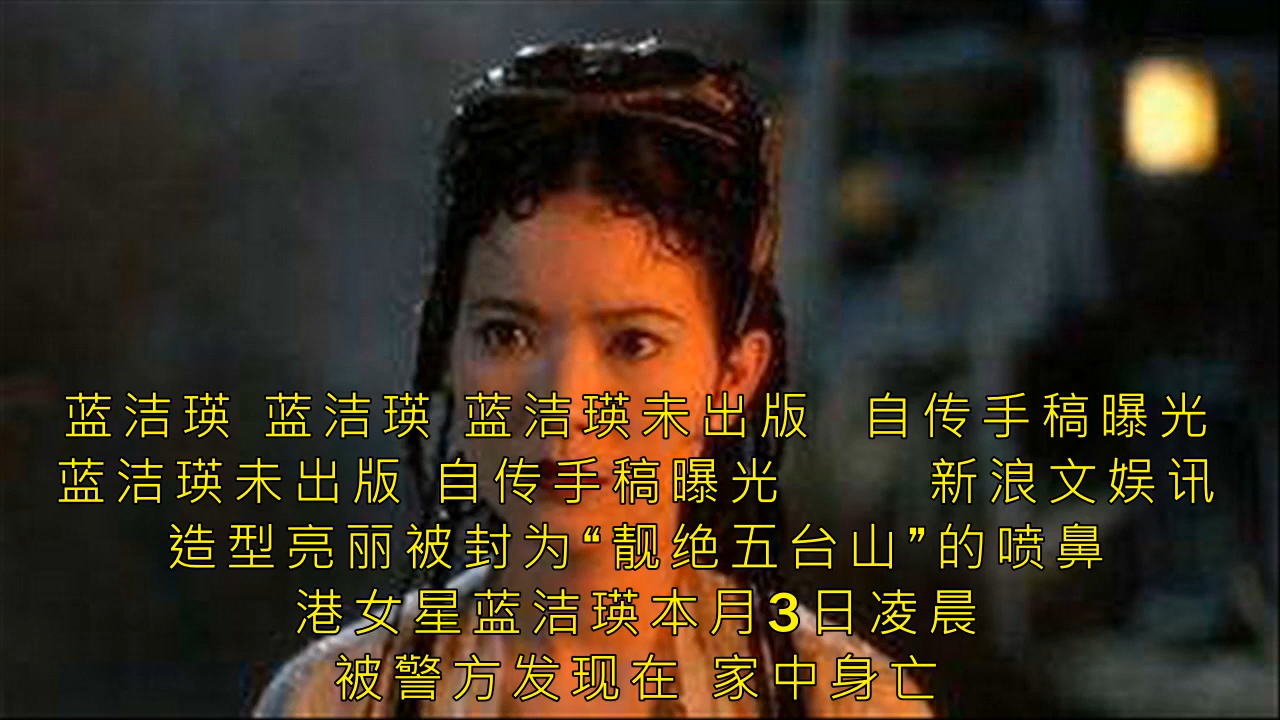 蓝洁瑛 蓝洁瑛 蓝洁瑛未出版 自传手稿曝光
蓝洁瑛未出版 自传手稿曝光 新浪文娱讯
造型亮丽被封为“靓绝五台山”的喷鼻
港女星蓝洁瑛本月3日凌晨
被警方发现在 家中身亡